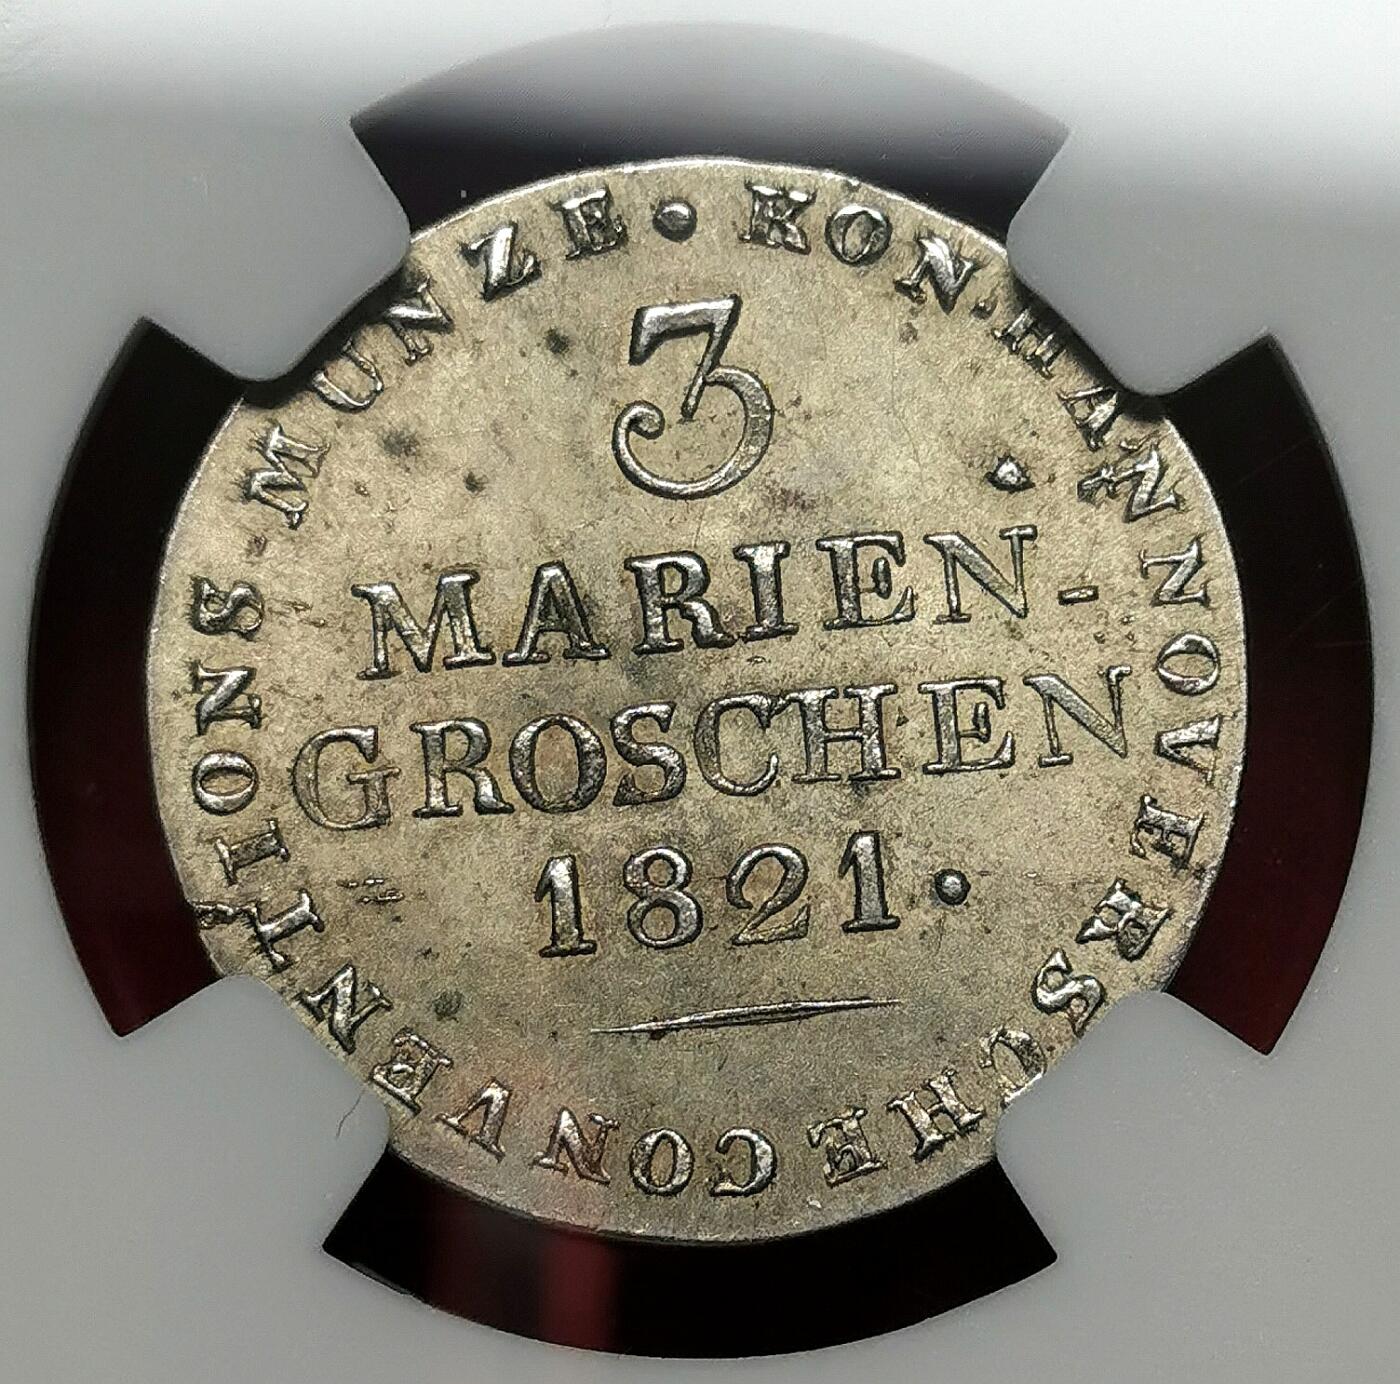 KON. HANNOVERSCHE CONVENTIONS MUNZE •
3
MARIEN-
GROSCHEN
1821.